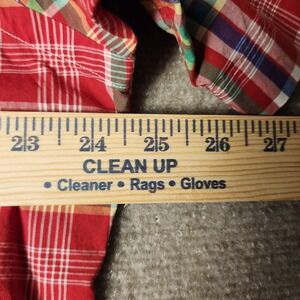 23 24 25 26 27
CLEAN UP
• Cleaner • Rags • Gloves